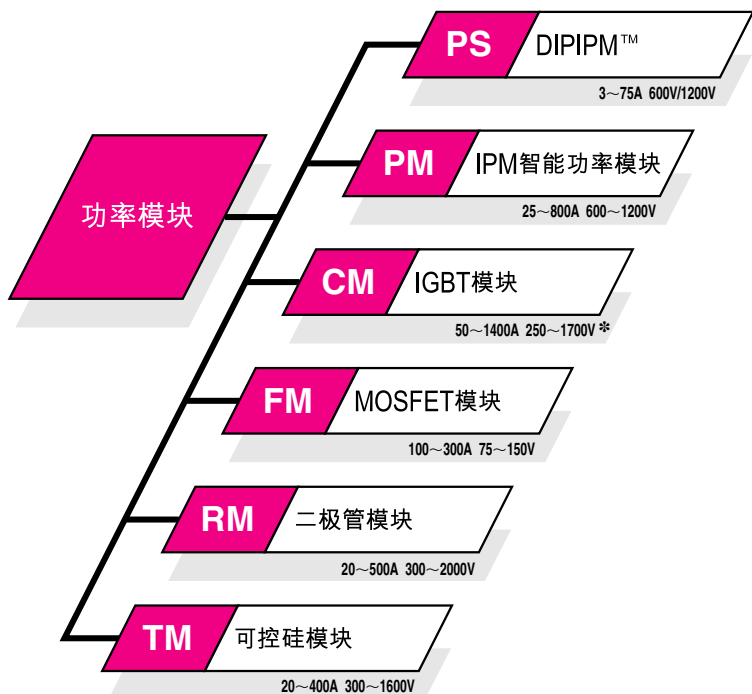 PS DIPIPM™
3～75A 600V/1200V
PM IPM智能功率模块
25～800A 600～1200V
功率模块
CM IGBT模块
50～1400A 250～1700V*
FM MOSFET模块
100～300A 75～150V
RM 二极管模块
20～500A 300～2000V
TM 可控硅模块
20～400A 300～1600V